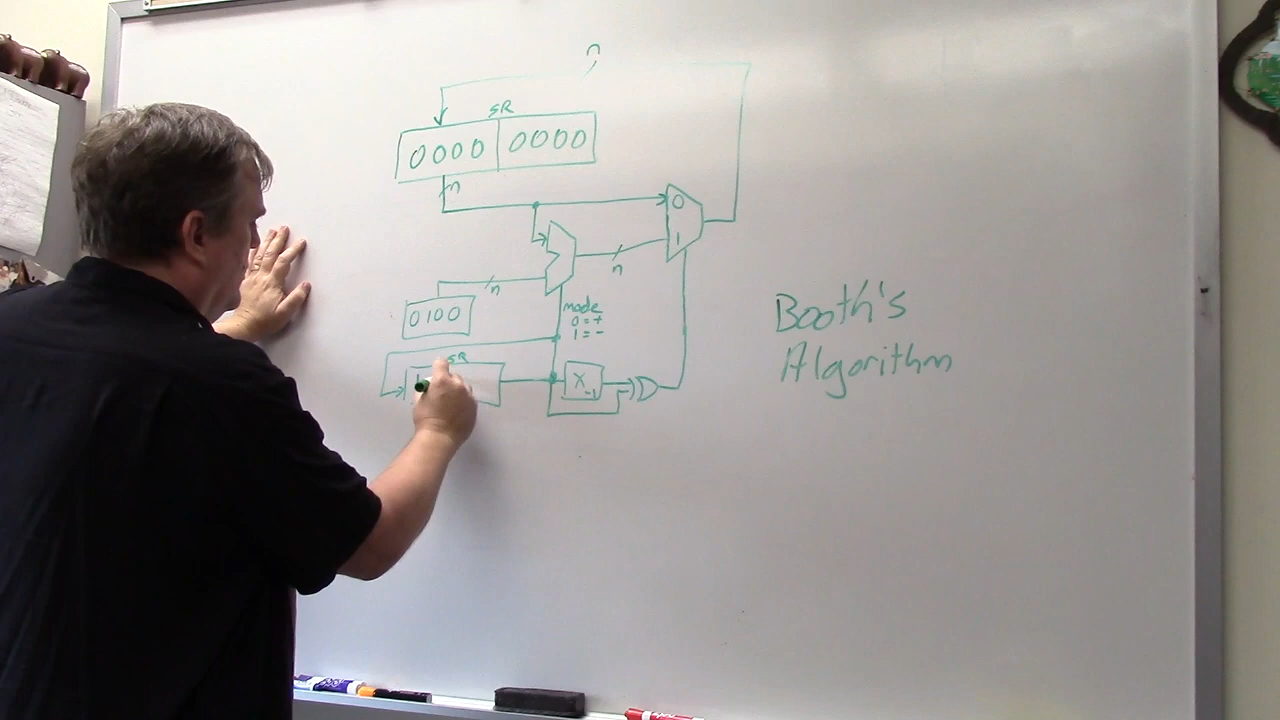 n
SR
0000 0000
n
0
1
n
n
0100
mode
0 = +
1 = -
SR
X-1
Booth's
Algorithm